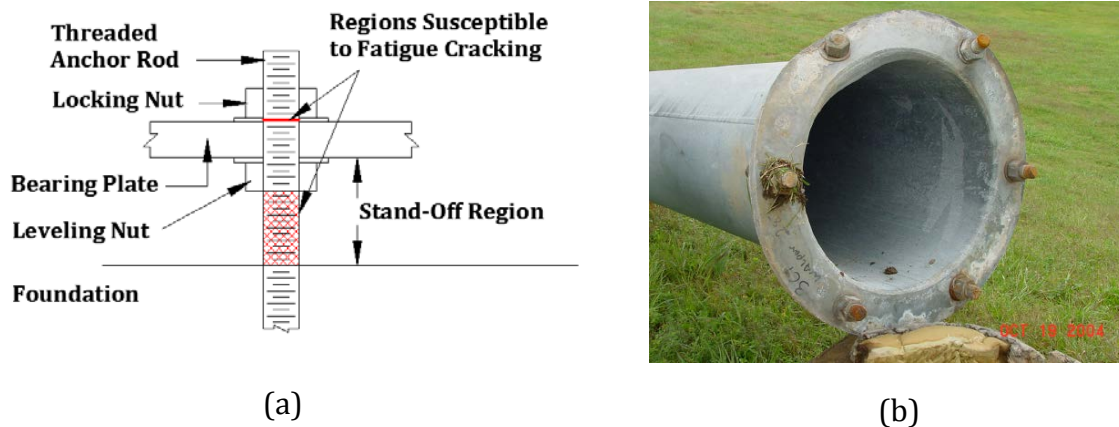 Threaded
Anchor Rod
Locking Nut
Bearing Plate
Leveling Nut
Foundation
Regions Susceptible
to Fatigue Cracking
Stand-Off Region
(a)
OCT 19 2004
(b)